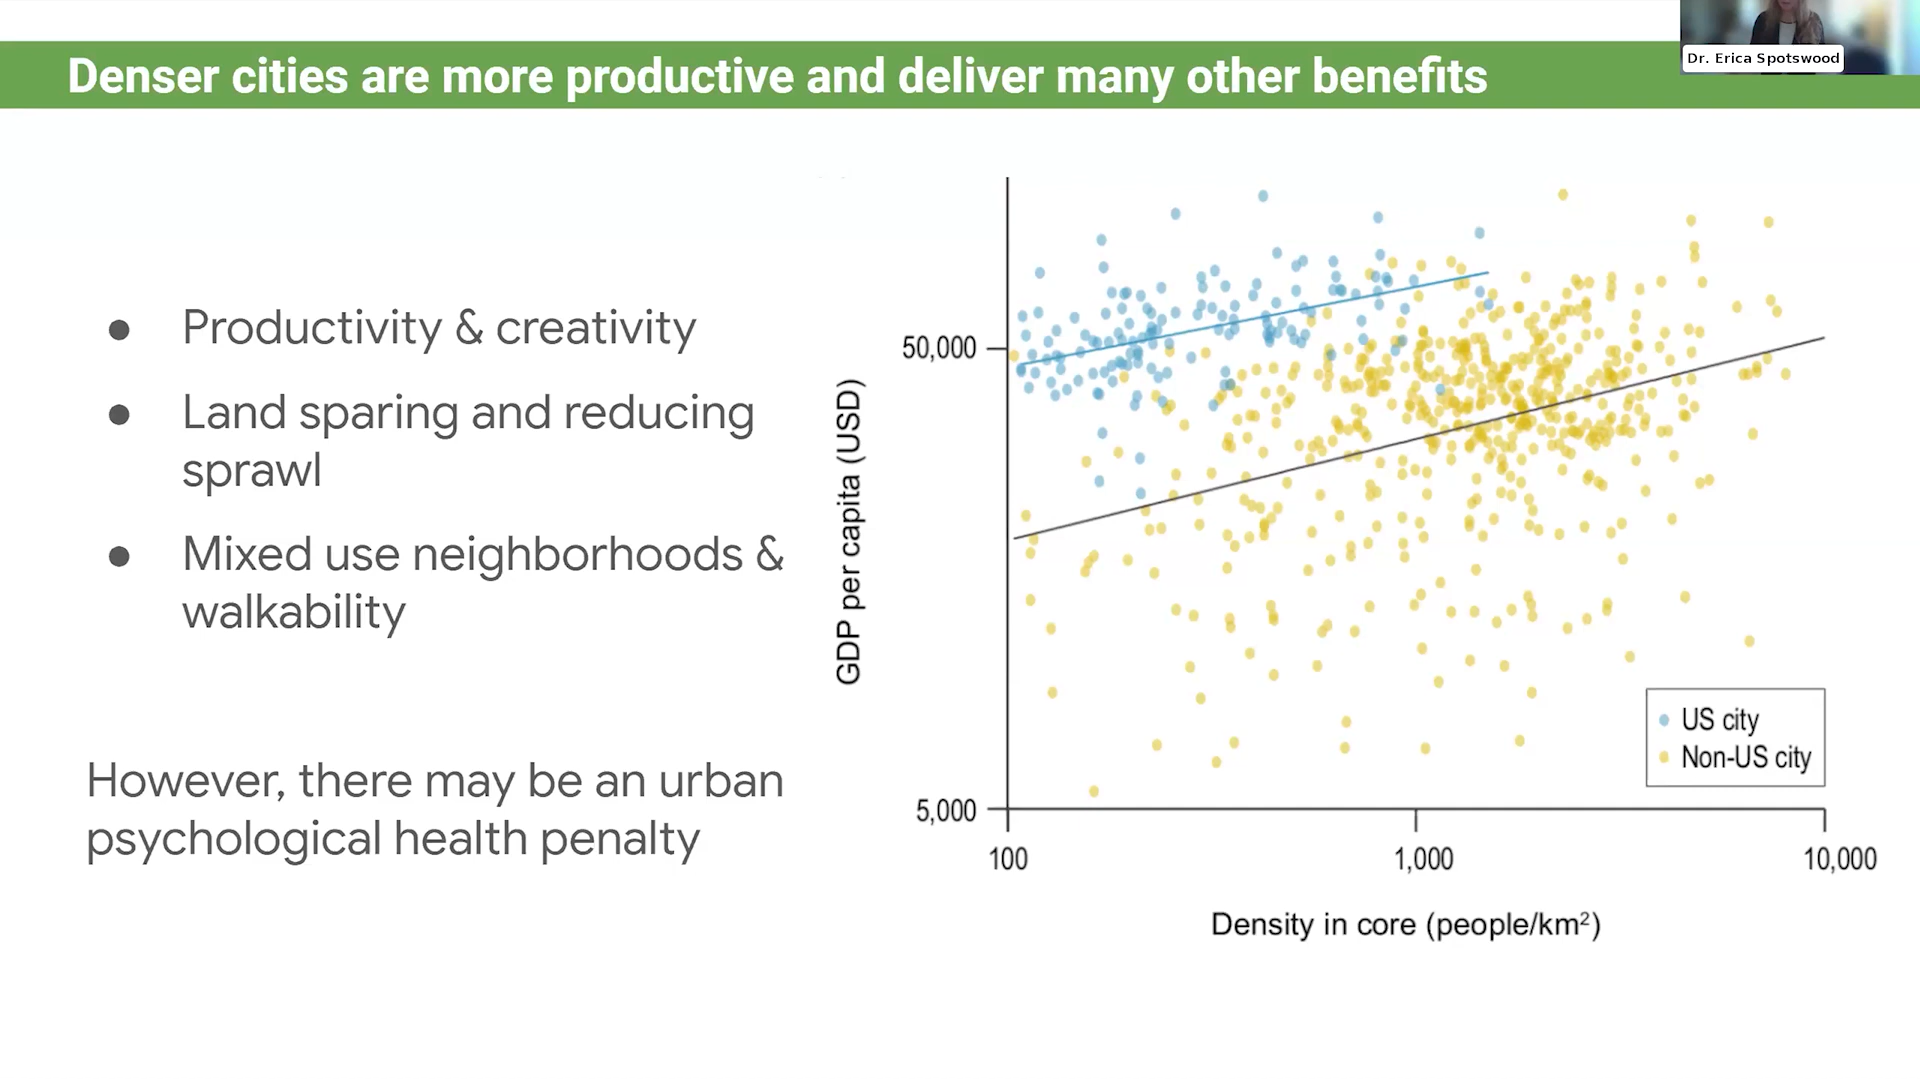 Denser cities are more productive and deliver many other benefits
Dr. Erica Spotswood
● Productivity & creativity
● Land sparing and reducing
sprawl
● Mixed use neighborhoods &
walkability
However, there may be an urban
psychological health penalty
GDP per capita (USD)
50,000
5,000
100
1,000
10,000
Density in core (people/km²)
US city
Non-US city